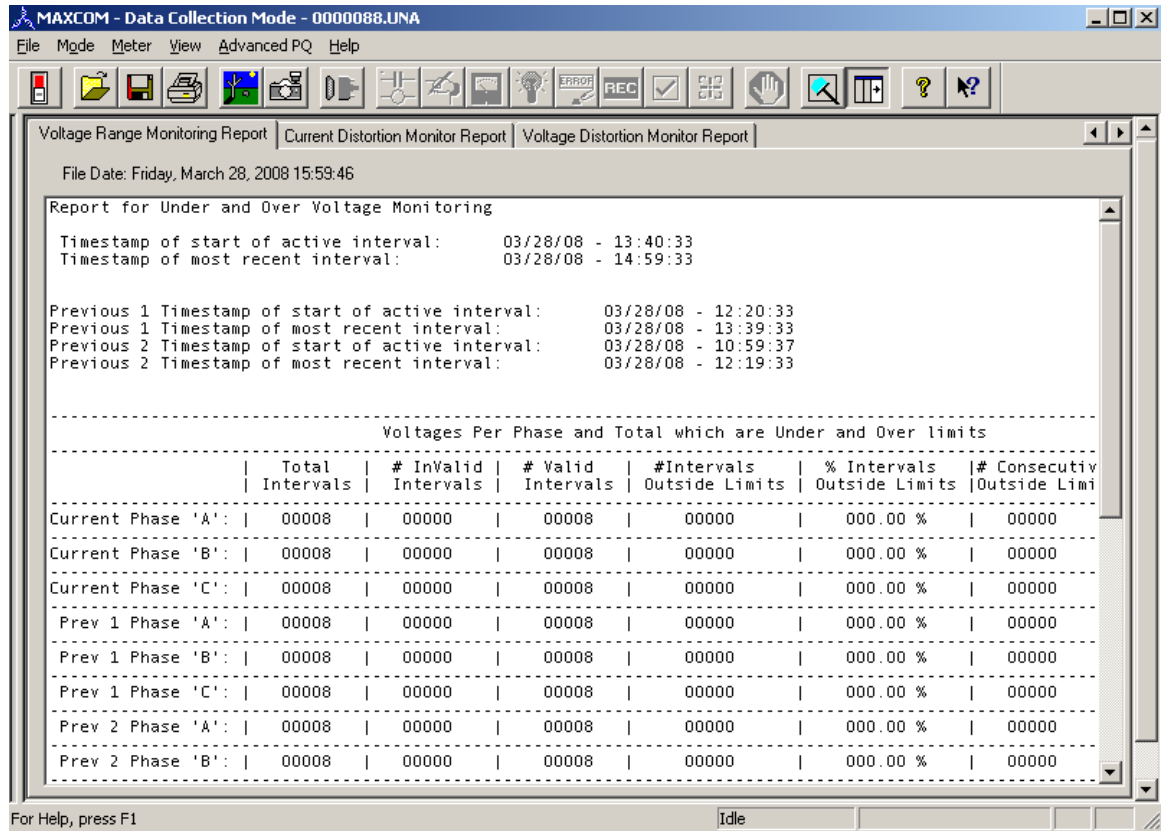 MAXCOM - Data Collection Mode - 0000088.UNA
File Mode Meter View Advanced PQ Help
ERROR REC
Voltage Range Monitoring Report Current Distortion Monitor Report Voltage Distortion Monitor Report
File Date: Friday, March 28, 2008 15:59:46
Report for Under and Over Voltage Monitoring
Timestamp of start of active interval: 03/28/08 - 13:40:33
Timestamp of most recent interval: 03/28/08 - 14:59:33
Previous 1 Timestamp of start of active interval: 03/28/08 - 12:20:33
Previous 1 Timestamp of most recent interval: 03/28/08 - 13:39:33
Previous 2 Timestamp of start of active interval: 03/28/08 - 10:59:37
Previous 2 Timestamp of most recent interval: 03/28/08 - 12:19:33
Voltages Per Phase and Total which are Under and Over limits
| Total | # InValid | # Valid | #Intervals | % Intervals |# Consecutiv
| Intervals | Intervals | Intervals | Outside Limits | Outside Limits |Outside Limi
Current Phase 'A': | 00008 | 00000 | 00008 | 00000 | 000.00 % | 00000
Current Phase 'B': | 00008 | 00000 | 00008 | 00000 | 000.00 % | 00000
Current Phase 'C': | 00008 | 00000 | 00008 | 00000 | 000.00 % | 00000
Prev 1 Phase 'A': | 00008 | 00000 | 00008 | 00000 | 000.00 % | 00000
Prev 1 Phase 'B': | 00008 | 00000 | 00008 | 00000 | 000.00 % | 00000
Prev 1 Phase 'C': | 00008 | 00000 | 00008 | 00000 | 000.00 % | 00000
Prev 2 Phase 'A': | 00008 | 00000 | 00008 | 00000 | 000.00 % | 00000
Prev 2 Phase 'B': | 00008 | 00000 | 00008 | 00000 | 000.00 % | 00000
For Help, press F1 Idle